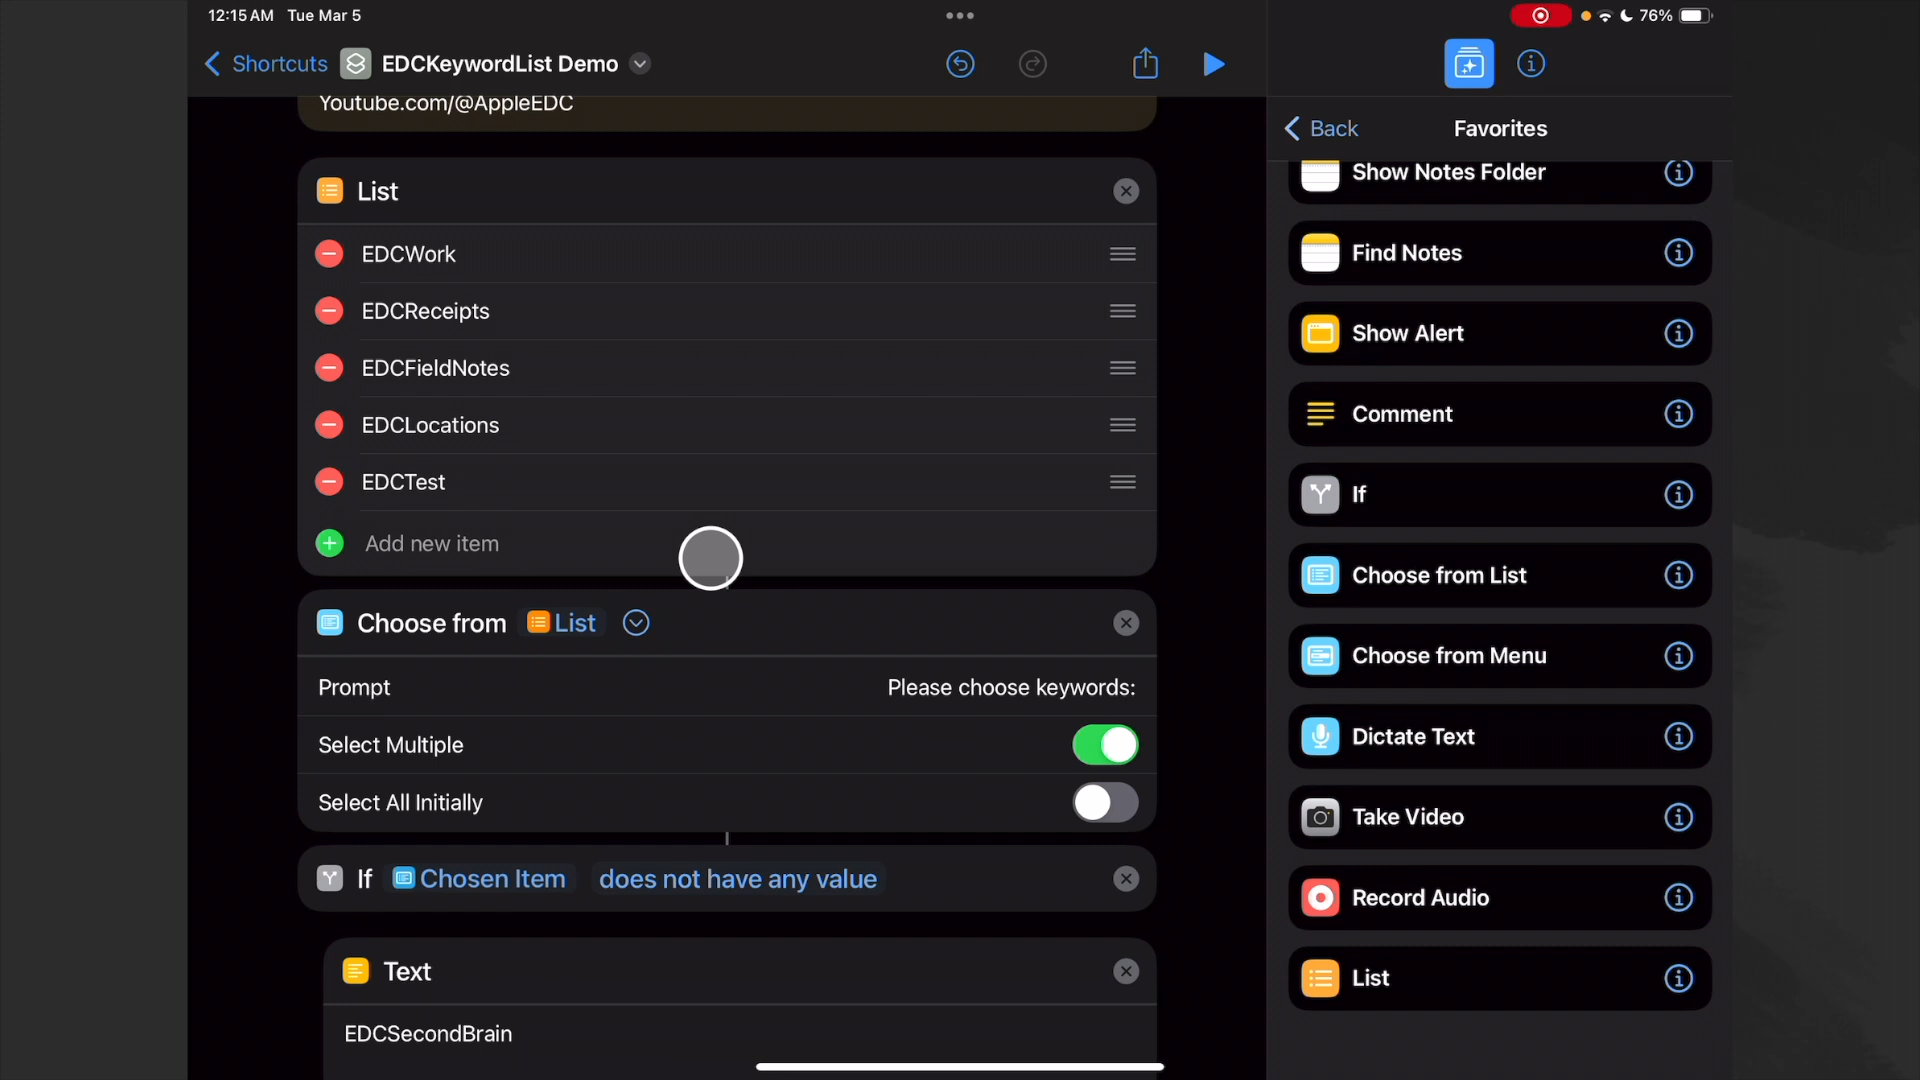 12:15 AM Tue Mar 5
76%
Shortcuts
EDCKeywordList Demo
Youtube.com/@AppleEDC
List
EDCWork
EDCReceipts
EDCFieldNotes
EDCLocations
EDCTest
Add new item
Choose from List
Prompt
Please choose keywords:
Select Multiple
Select All Initially
If Chosen Item does not have any value
Text
EDCSecondBrain
Back
Favorites
Show Notes Folder
Find Notes
Show Alert
Comment
If
Choose from List
Choose from Menu
Dictate Text
Take Video
Record Audio
List